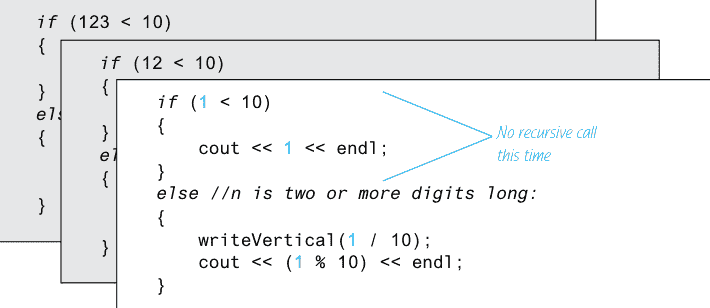 if (123 < 10)
{
}
els
{
}
if (12 < 10)
{
}
el
{
}
if (1 < 10)
{
cout << 1 << endl;
}
else //n is two or more digits long:
{
writeVertical(1 / 10);
cout << (1 % 10) << endl;
}
No recursive call
this time